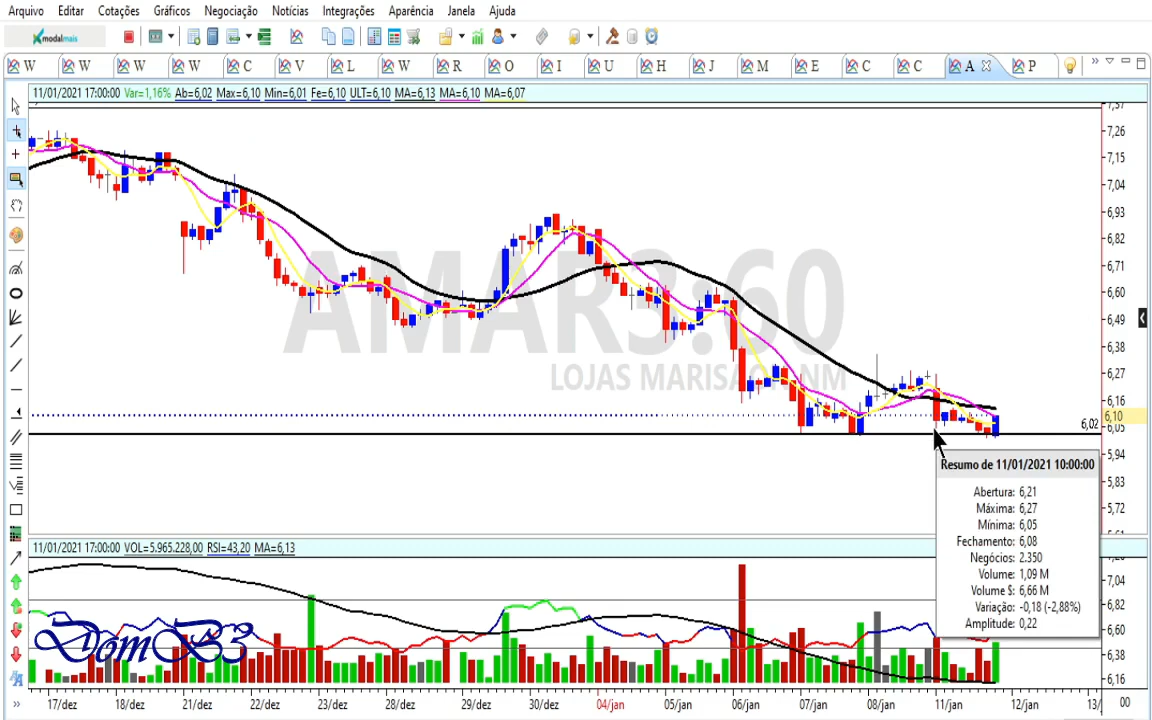 Arquivo Editar Cotações Gráficos Negociação Notícias Integrações Aparência Janela Ajuda
modalmais
W W W W C V L W R O I U H J M E C C A P
11/01/2021 17:00:00 Var=1,16% Ab=6,02 Max=6,10 Min=6,01 Fe=6,10 ULT=6,10 MA=6,13 MA=6,10 MA=6,07
7,37
7,26
7,15
7,04
6,93
6,82
6,71
6,60
6,49
6,38
6,27
6,16
6,10
6,05
5,94
5,83
5,72
5,61
AMAR3:60
LOJAS MARISA ON NM
6,02
Resumo de 11/01/2021 10:00:00
Abertura: 6,21
Máxima: 6,27
Mínima: 6,05
Fechamento: 6,08
Negócios: 2.350
Volume: 1,09 M
Volume $: 6,66 M
Variação: -0,18 (-2,88%)
Amplitude: 0,22
11/01/2021 17:00:00 VOL=5.965.228,00 RSI=43,20 MA=6,13
7,26
7,04
6,82
6,60
6,38
6,16
DomB3
17/dez 18/dez 21/dez 22/dez 23/dez 28/dez 29/dez 30/dez 04/jan 05/jan 06/jan 07/jan 08/jan 11/jan 12/jan 13/ 00